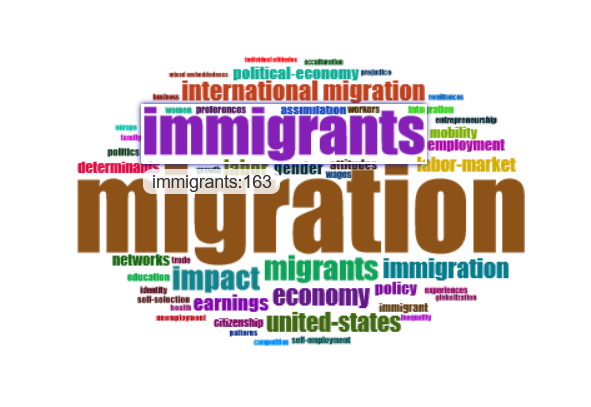 individual-attitudes acculturation
mixed embeddedness political-economy prejudice
business international migration remittances
women preferences assimilation workers integration
europe immigrants entrepreneurship
family mobility
politics employment
determinants labor gender attitudes wages labor-market
immigrants:163
migration
networks trade migrants immigration
education impact
identity economy policy experiences
self-selection globalization
health earnings immigrant
unemployment citizenship united-states inequality
patterns
competition self-employment